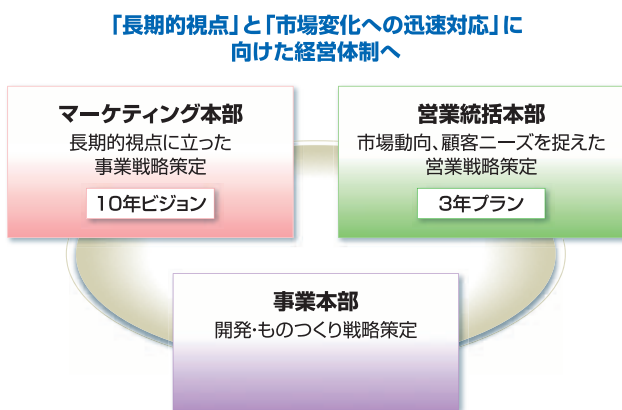 「長期的視点」と「市場変化への迅速対応」に
向けた経営体制へ
マーケティング本部
長期的視点に立った
事業戦略策定
10年ビジョン
営業統括本部
市場動向、顧客ニーズを捉えた
営業戦略策定
3年プラン
事業本部
開発・ものつくり戦略策定